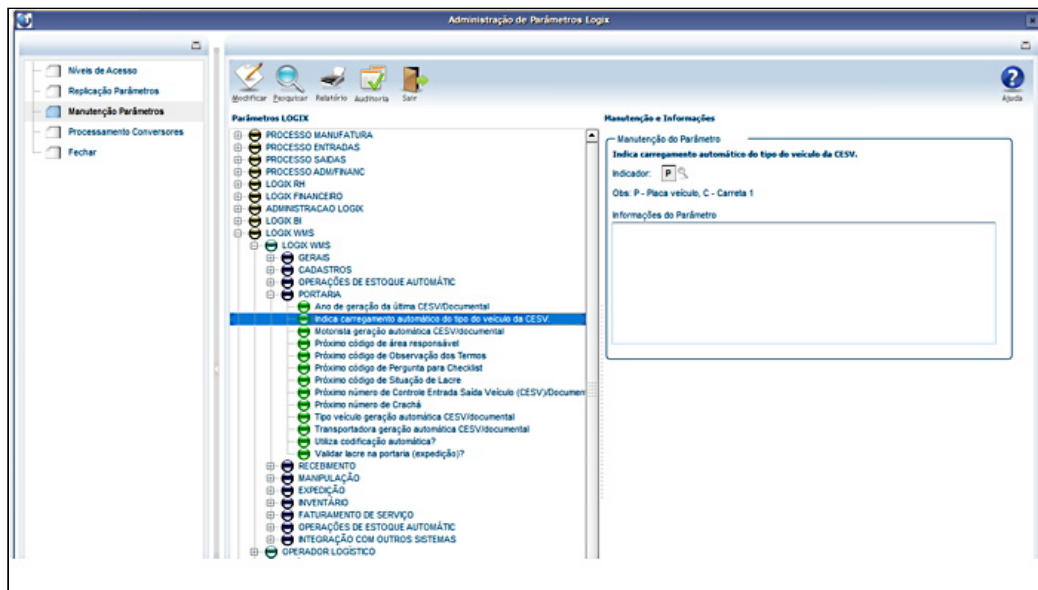 Administração de Parâmetros Logix
Níveis de Acesso
Replicação Parâmetros
Manutenção Parâmetros
Processamento Conversores
Fechar
Modificar Pesquisar Relatório Auditoria Sair
Ajuda
Parâmetros LOGIX
PROCESSO MANUFATURA
PROCESSO ENTRADAS
PROCESSO SAIDAS
PROCESSO ADM/FINANC
LOGIX RH
LOGIX FINANCEIRO
ADMINISTRACAO LOGIX
LOGIX BI
LOGIX WMS
LOGIX WMS
GERAIS
CADASTROS
OPERAÇÕES DE ESTOQUE AUTOMÁTIC
PORTARIA
Ano de geração da última CESV/Documental
Indica carregamento automático do tipo do veículo da CESV.
Motorista geração automática CESV/documental
Próximo código de área responsável
Próximo código de Observação dos Termos
Próximo código de Pergunta para Checklist
Próximo código de Situação de Lacre
Próximo número de Controle Entrada Saída Veículo (CESV)/Documen
Próximo número de Crachá
Tipo veículo geração automática CESV/documental
Transportadora geração automática CESV/documental
Utiliza codificação automática?
Validar lacre na portaria (expedição)?
RECEBIMENTO
MANIPULAÇÃO
EXPEDIÇÃO
INVENTÁRIO
FATURAMENTO DE SERVIÇO
OPERAÇÕES DE ESTOQUE AUTOMÁTIC
INTEGRAÇÃO COM OUTROS SISTEMAS
OPERADOR LOGÍSTICO
Manutenção e Informações
Manutenção do Parâmetro
Indica carregamento automático do tipo do veículo da CESV.
Indicador: P
Obs: P - Placa veículo, C - Carreta 1
Informações do Parâmetro